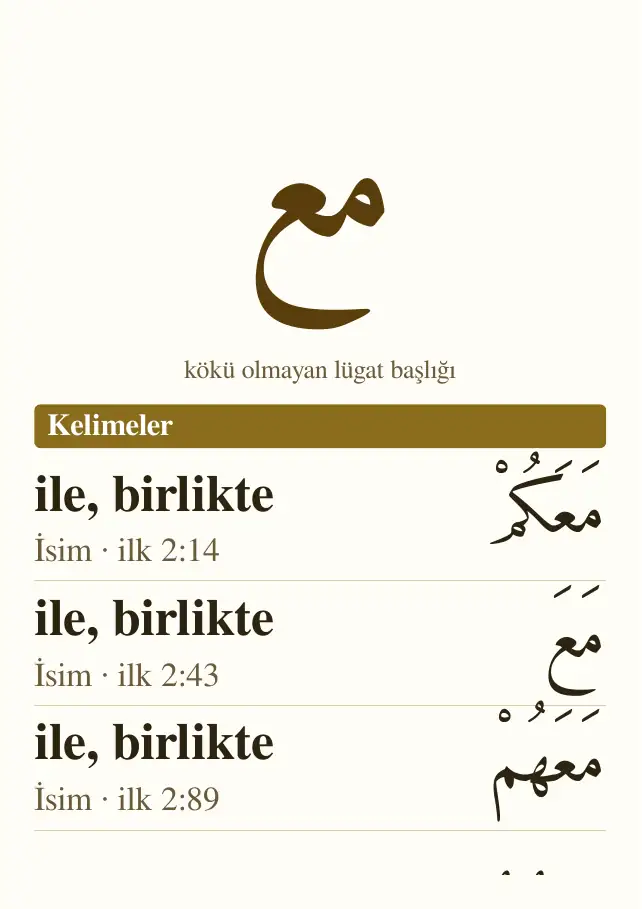 مع
kökü olmayan lügat başlığı
Kelimeler
ile, birlikte مَعَكُمْ
İsim · ilk 2:14
ile, birlikte مَعَ
İsim · ilk 2:43
ile, birlikte مَعَهُمْ
İsim · ilk 2:89